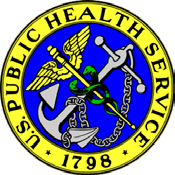 U.S. PUBLIC HEALTH SERVICE
• 1798 •